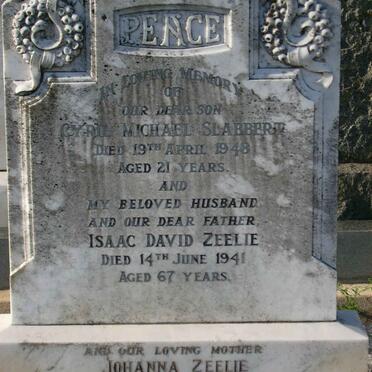 PEACE
IN LOVING MEMORY
OF
OUR DEAR SON
CYRIL MICHAEL SLABBERT
DIED 19TH APRIL 1948
AGED 21 YEARS.
AND
MY BELOVED HUSBAND
AND OUR DEAR FATHER
ISAAC DAVID ZEELIE
DIED 14TH JUNE 1941
AGED 67 YEARS.
AND OUR LOVING MOTHER
JOHANNA ZEELIE